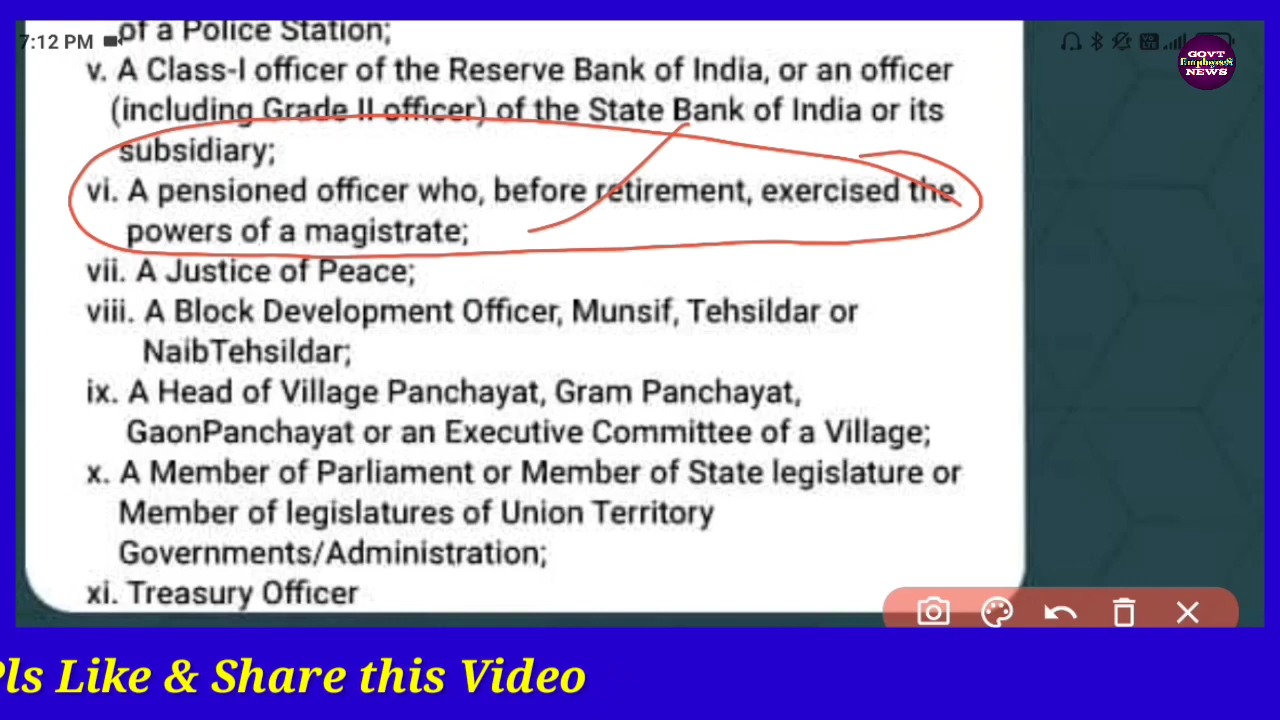 of a Police Station;
7:12 PM
GOVT
EmployeeS
NEWS
v. A Class-I officer of the Reserve Bank of India, or an officer
(including Grade II officer) of the State Bank of India or its
subsidiary;
vi. A pensioned officer who, before retirement, exercised the
powers of a magistrate;
vii. A Justice of Peace;
viii. A Block Development Officer, Munsif, Tehsildar or
NaibTehsildar;
ix. A Head of Village Panchayat, Gram Panchayat,
GaonPanchayat or an Executive Committee of a Village;
x. A Member of Parliament or Member of State legislature or
Member of legislatures of Union Territory
Governments/Administration;
xi. Treasury Officer
Pls Like & Share this Video